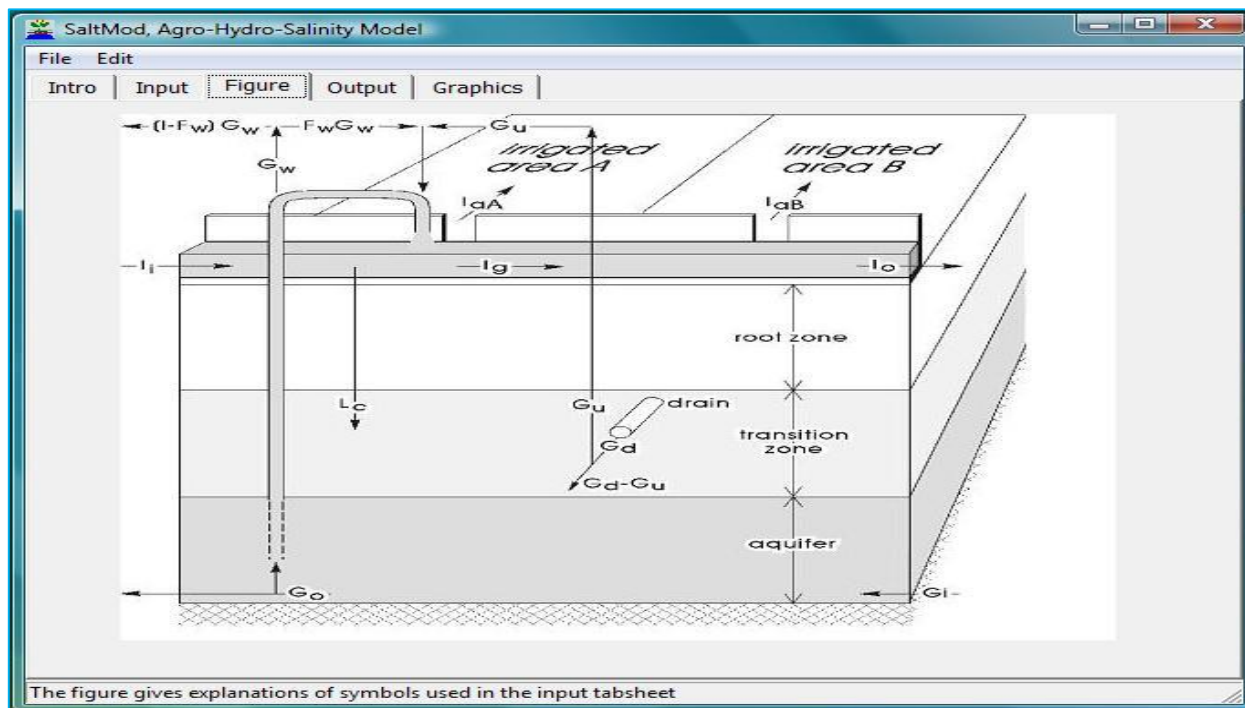 SaltMod, Agro-Hydro-Salinity Model
File Edit
Intro Input Figure Output Graphics
(I-Fw) Gw FwGw Gu
Gw
Irrigated
area A
Irrigated
area B
IaA
IaB
Ii
Ig
Io
root zone
Lc
Gu
drain
Gd
transition
zone
Gd-Gu
aquifer
Go
Gi
The figure gives explanations of symbols used in the input tabsheet